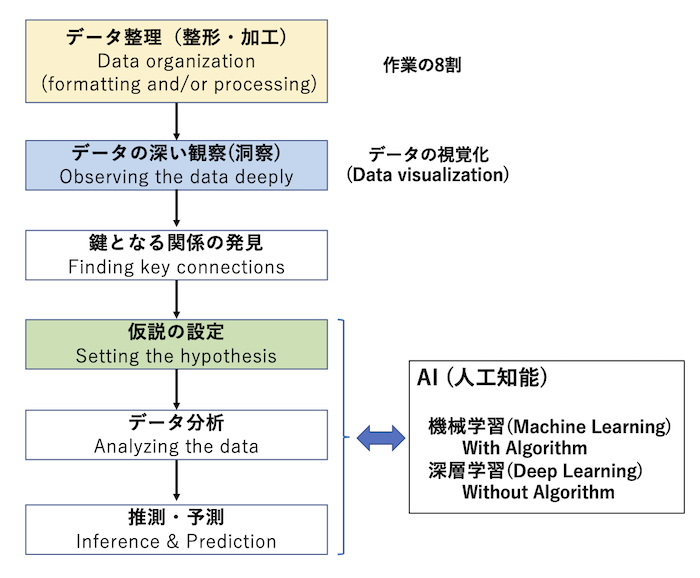 データ整理（整形・加工）
Data organization
(formatting and/or processing)
作業の8割
データの深い観察(洞察)
Observing the data deeply
データの視覚化
(Data visualization)
鍵となる関係の発見
Finding key connections
仮説の設定
Setting the hypothesis
データ分析
Analyzing the data
推測・予測
Inference & Prediction
AI (人工知能)
機械学習(Machine Learning)
With Algorithm
深層学習(Deep Learning)
Without Algorithm